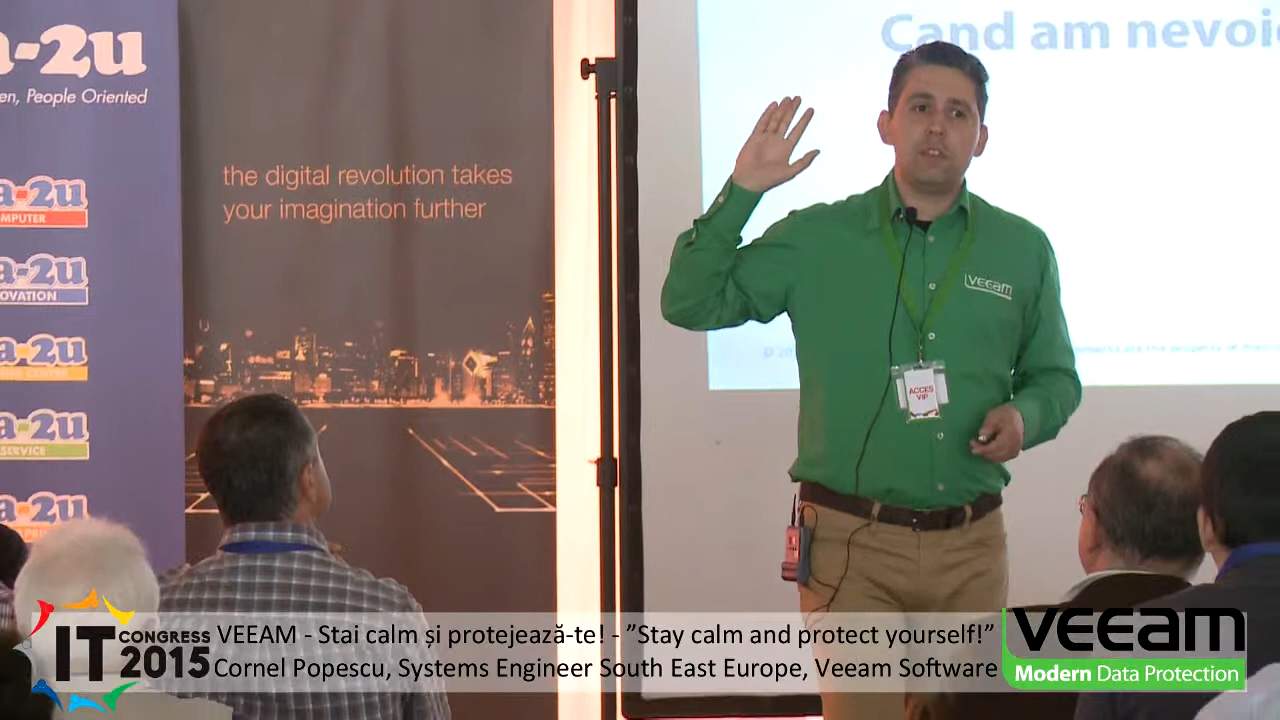 a-2u
en, People Oriented
a-2u
MPUTER
a-2u
OVATION
a-2u
a-2u
SERVICE
a-2u
the digital revolution takes
your imagination further
Cand am nevoi
veeam
ACCES
VIP
IT CONGRESS 2015
VEEAM - Stai calm și protejează-te! - ”Stay calm and protect yourself!”
Cornel Popescu, Systems Engineer South East Europe, Veeam Software
veeam
Modern Data Protection